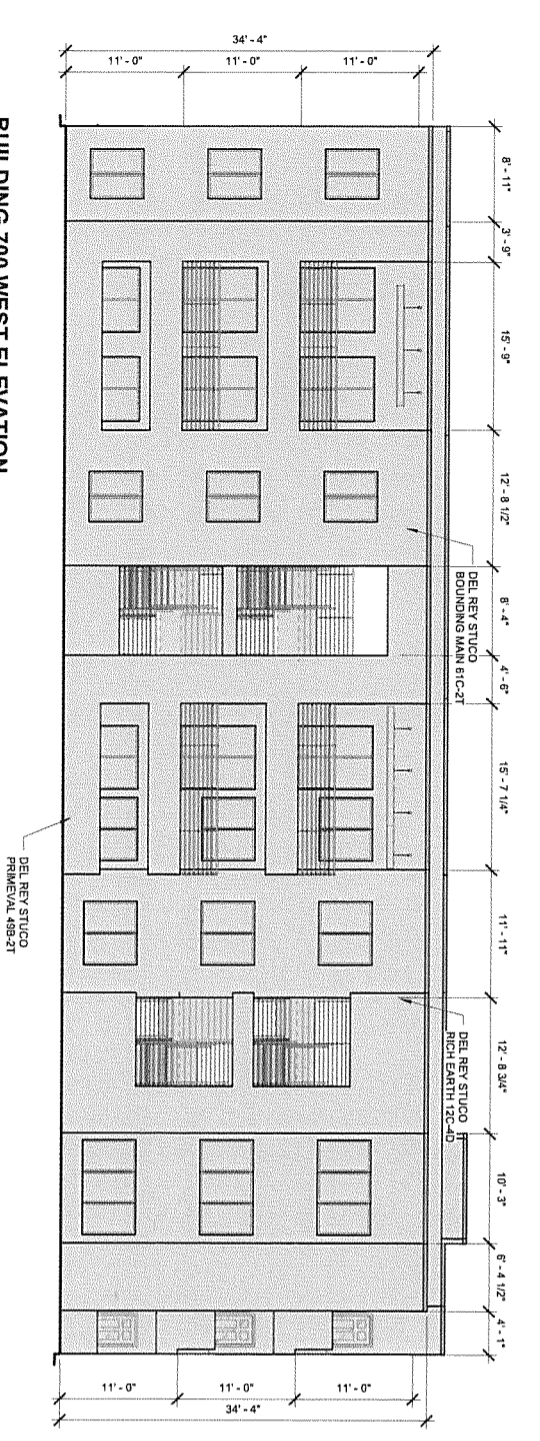 34' - 4"
11' - 0"
11' - 0"
11' - 0"
8' - 11"
3' - 9"
15' - 9"
12' - 8 1/2"
8' - 4"
4' - 6"
15' - 7 1/4"
11' - 11"
12' - 8 3/4"
10' - 3"
6' - 4 1/2"
4' - 1"
DEL REY STUCO
BOUNDING MAIN 61C-2T
DEL REY STUCO
RICH EARTH 12C-4D
DEL REY STUCO
PRIMEVAL 49B-2T
11' - 0"
11' - 0"
11' - 0"
34' - 4"
BUILDING 700 WEST ELEVATION